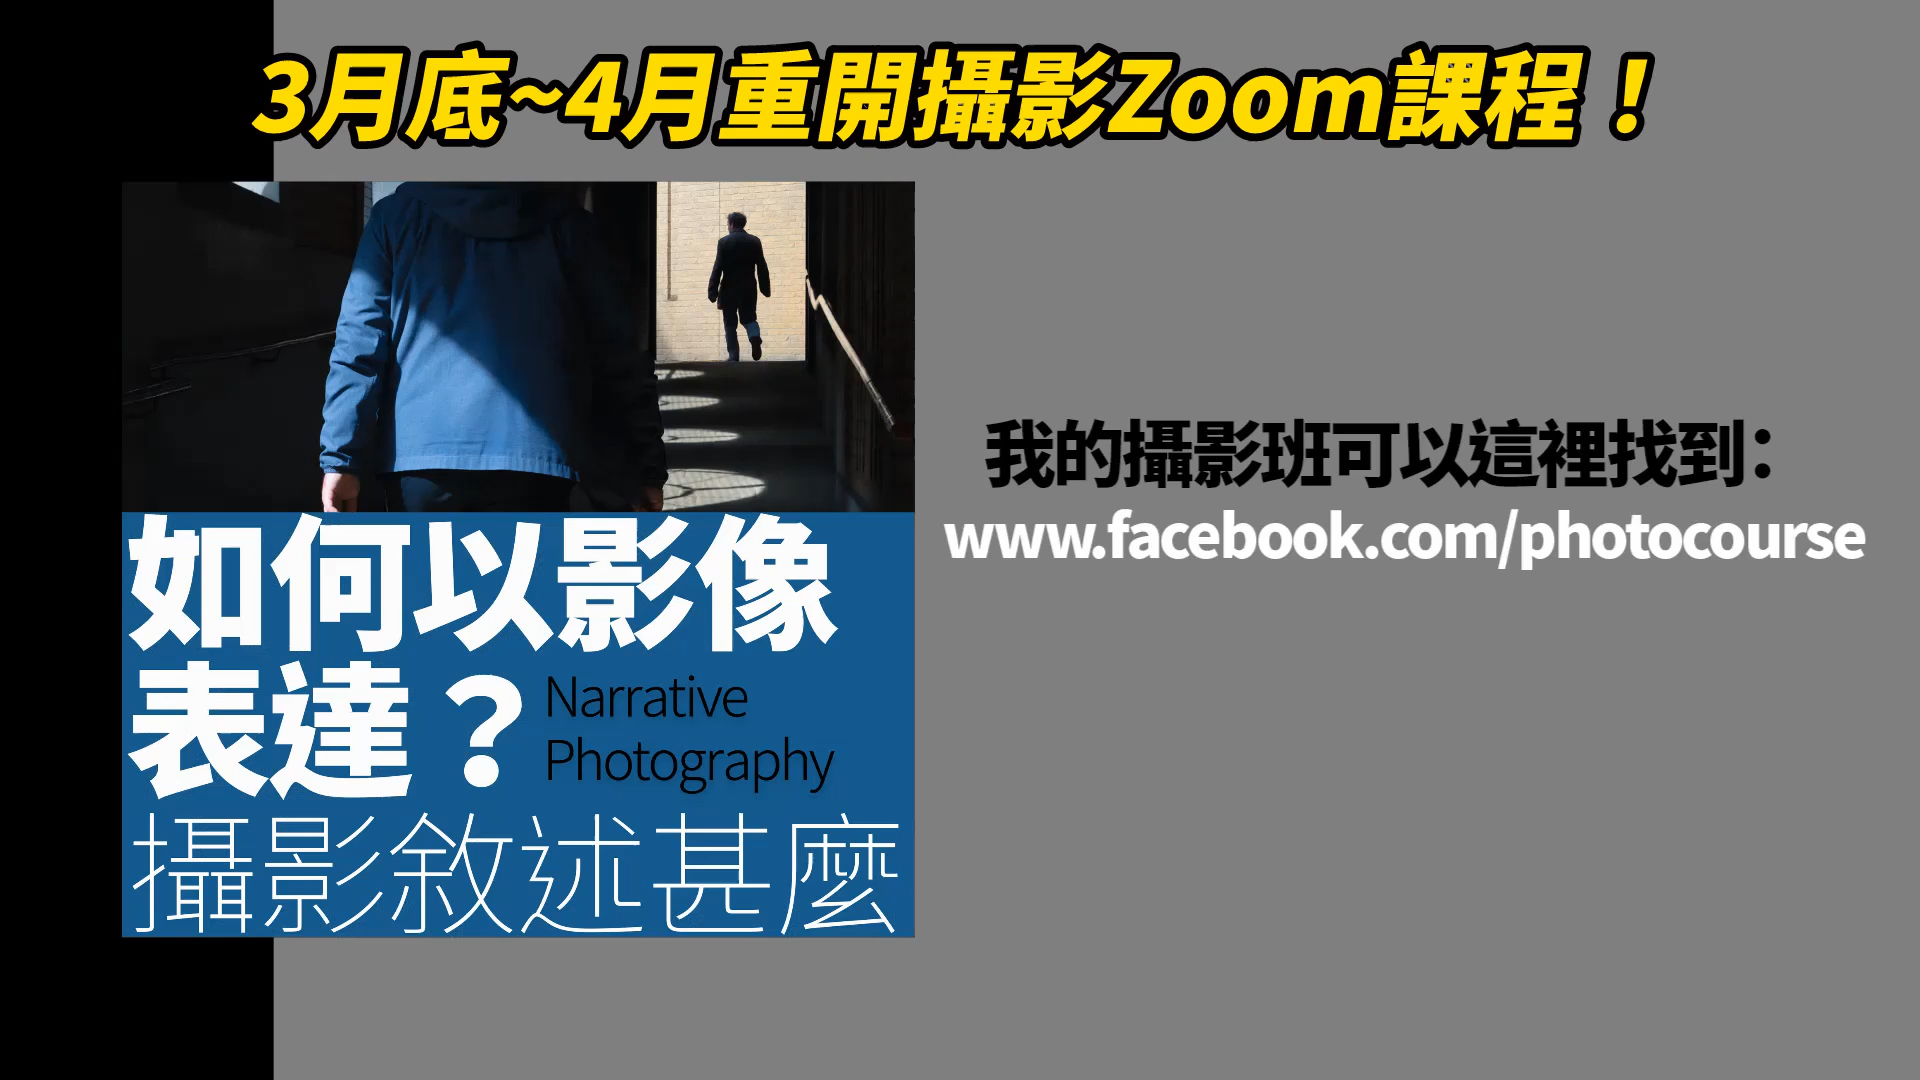 3月底~4月重開攝影Zoom課程！
如何以影像
表達？
Narrative
Photography
攝影敘述甚麼
我的攝影班可以這裡找到：
www.facebook.com/photocourse